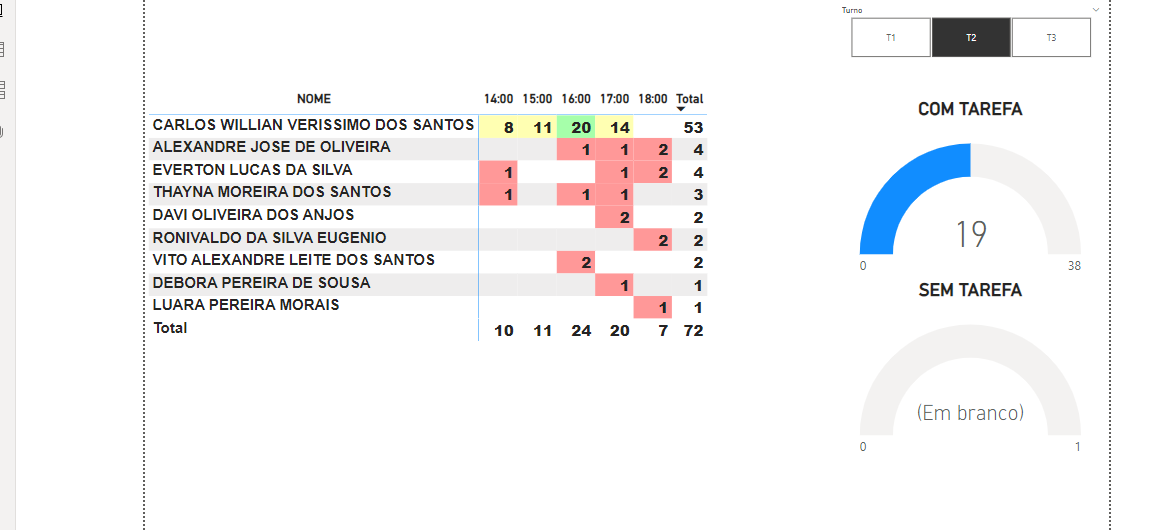 Turno
T1 T2 T3
NOME 14:00 15:00 16:00 17:00 18:00 Total
CARLOS WILLIAN VERISSIMO DOS SANTOS 8 11 20 14 53
ALEXANDRE JOSE DE OLIVEIRA 1 1 2 4
EVERTON LUCAS DA SILVA 1 1 2 4
THAYNA MOREIRA DOS SANTOS 1 1 1 3
DAVI OLIVEIRA DOS ANJOS 2 2
RONIVALDO DA SILVA EUGENIO 2 2
VITO ALEXANDRE LEITE DOS SANTOS 2 2
DEBORA PEREIRA DE SOUSA 1 1
LUARA PEREIRA MORAIS 1 1
Total 10 11 24 20 7 72
COM TAREFA
19
0 38
SEM TAREFA
(Em branco)
0 1